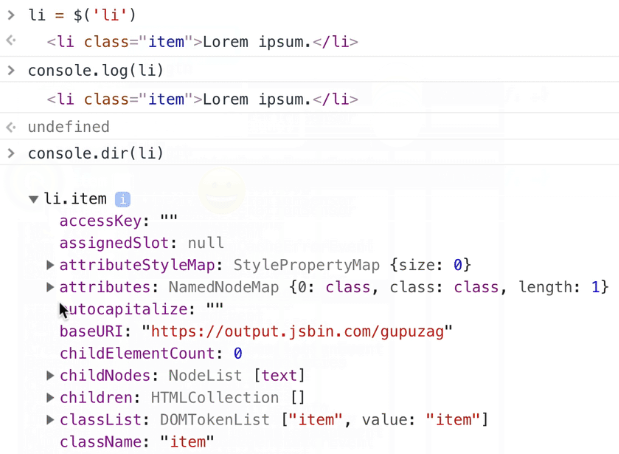 > li = $('li')
<li class="item">Lorem ipsum.</li>
> console.log(li)
<li class="item">Lorem ipsum.</li>
undefined
> console.dir(li)
▼ li.item i
accessKey: ""
assignedSlot: null
▶ attributeStyleMap: StylePropertyMap {size: 0}
▶ attributes: NamedNodeMap {0: class, class: class, length: 1}
autocapitalize: ""
baseURI: "https://output.jsbin.com/gupuzag"
childElementCount: 0
▶ childNodes: NodeList [text]
▶ children: HTMLCollection []
▶ classList: DOMTokenList ["item", value: "item"]
className: "item"